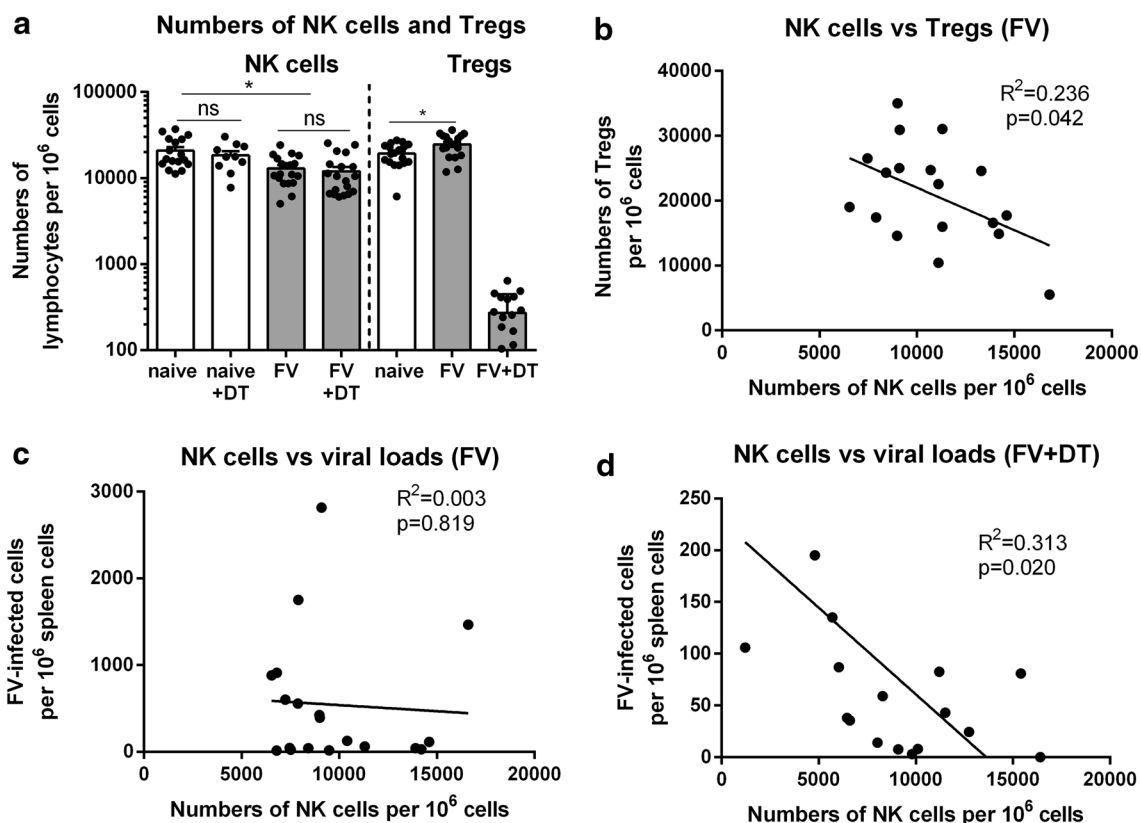 a
Numbers of NK cells and Tregs
NK cells
Tregs
Numbers of
lymphocytes per 10⁶ cells
100000
10000
1000
100
*
ns
ns
*
naive
naive
+DT
FV
FV
+DT
naive
FV
FV+DT
b
NK cells vs Tregs (FV)
Numbers of Tregs
per 10⁶ cells
40000
30000
20000
10000
0
R²=0.236
p=0.042
0
5000
10000
15000
20000
Numbers of NK cells per 10⁶ cells
c
NK cells vs viral loads (FV)
FV-infected cells
per 10⁶ spleen cells
3000
2000
1000
0
R²=0.003
p=0.819
0
5000
10000
15000
20000
Numbers of NK cells per 10⁶ cells
d
NK cells vs viral loads (FV+DT)
FV-infected cells
per 10⁶ spleen cells
250
200
150
100
50
0
R²=0.313
p=0.020
0
5000
10000
15000
20000
Numbers of NK cells per 10⁶ cells